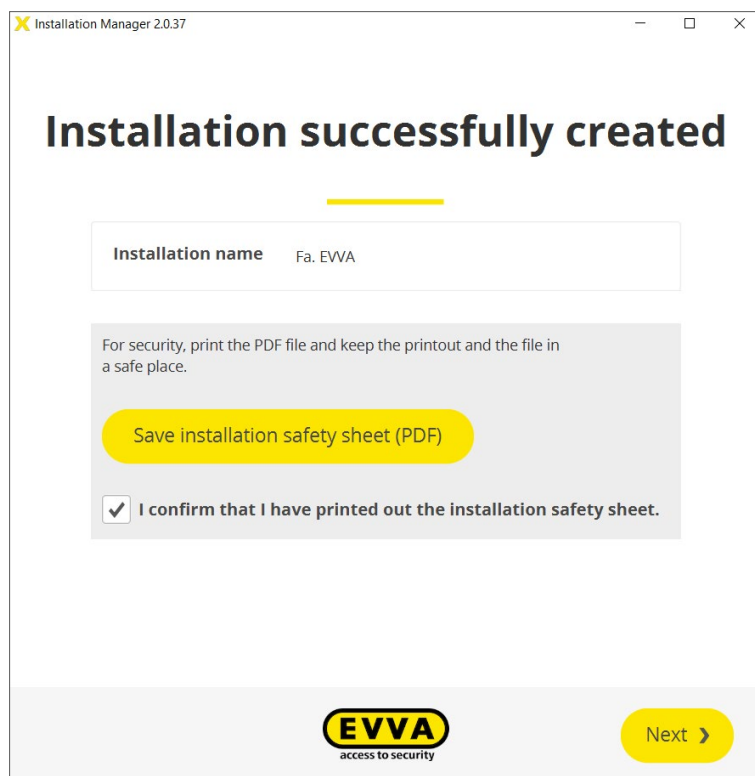 Installation Manager 2.0.37
Installation successfully created
Installation name Fa. EVVA
For security, print the PDF file and keep the printout and the file in
a safe place.
Save installation safety sheet (PDF)
I confirm that I have printed out the installation safety sheet.
EVVA
access to security
Next